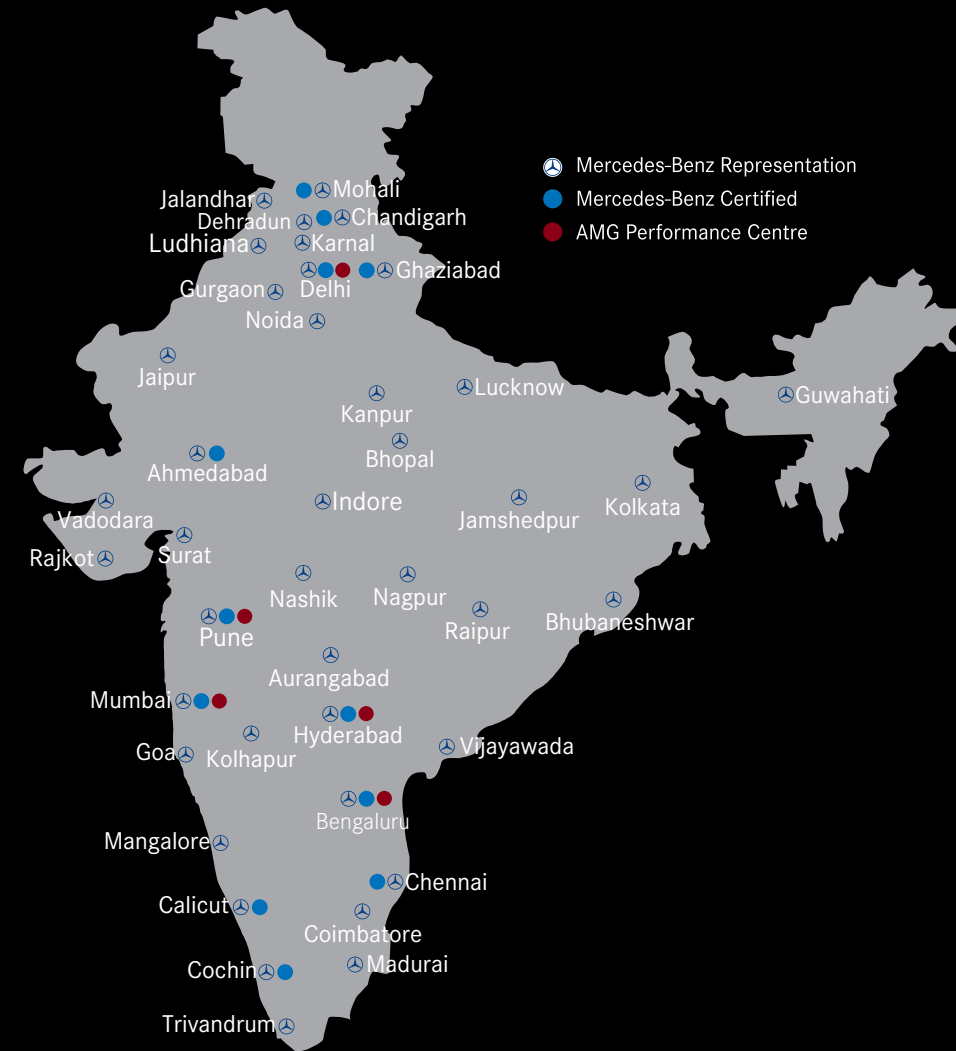 Mercedes-Benz Representation
Mercedes-Benz Certified
AMG Performance Centre
Mohali
Jalandhar
Chandigarh
Dehradun
Ludhiana
Karnal
Ghaziabad
Delhi
Gurgaon
Noida
Jaipur
Lucknow
Guwahati
Kanpur
Bhopal
Ahmedabad
Indore
Kolkata
Vadodara
Jamshedpur
Surat
Rajkot
Nashik
Nagpur
Bhubaneshwar
Raipur
Pune
Aurangabad
Mumbai
Hyderabad
Vijayawada
Goa
Kolhapur
Bengaluru
Mangalore
Chennai
Calicut
Coimbatore
Madurai
Cochin
Trivandrum